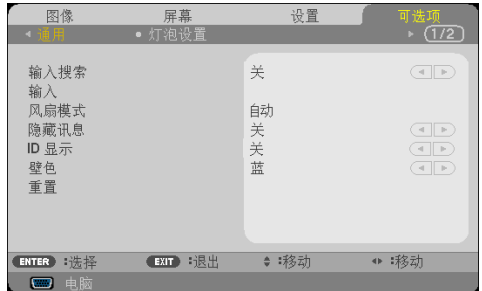 图像 屏幕 设置 可选项
通用 灯泡设置 1/2
输入搜索 关
输入
风扇模式 自动
隐藏讯息 关
ID 显示 关
壁色 蓝
重置
ENTER :选择 EXIT :退出 :移动 :移动
电脑